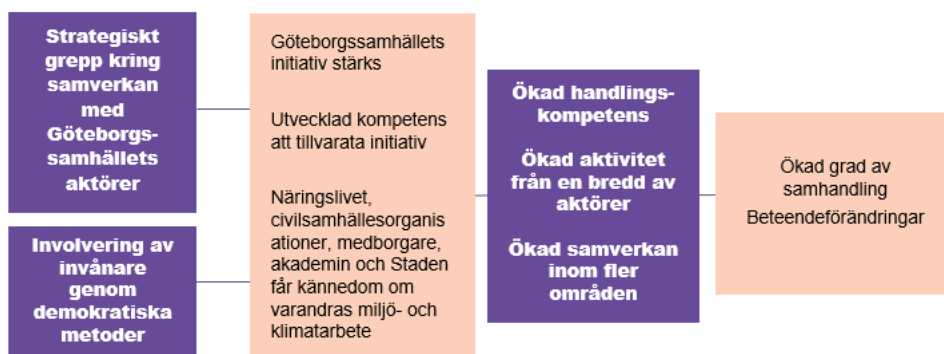 Strategiskt
grepp kring
samverkan
med
Göteborgs-
samhällets
aktörer
Involvering av
invånare
genom
demokratiska
metoder
Göteborgssamhällets
initiativ stärks
Utvecklad kompetens
att tillvarata initiativ
Näringslivet,
civilsamhällesorganis
ationer, medborgare,
akademin och Staden
får kännedom om
varandras miljö- och
klimatarbete
Ökad handlings-
kompetens
Ökad aktivitet
från en bredd av
aktörer
Ökad samverkan
inom fler
områden
Ökad grad av
samhandling
Beteendeförändringar